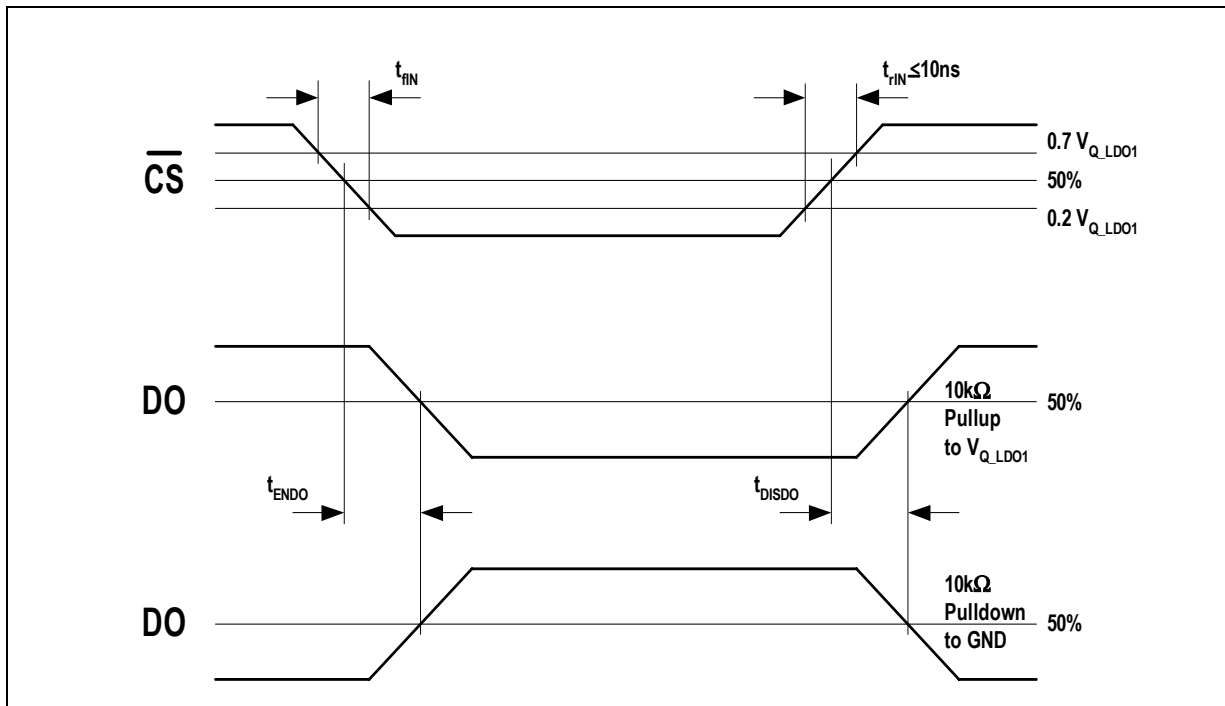 tfIN
trIN≤10ns
CS
0.7 VQ_LDO1
50%
0.2 VQ_LDO1
DO
10kΩ
Pullup
to VQ_LDO1
50%
tENDO
tDISDO
DO
10kΩ
Pulldown
to GND
50%